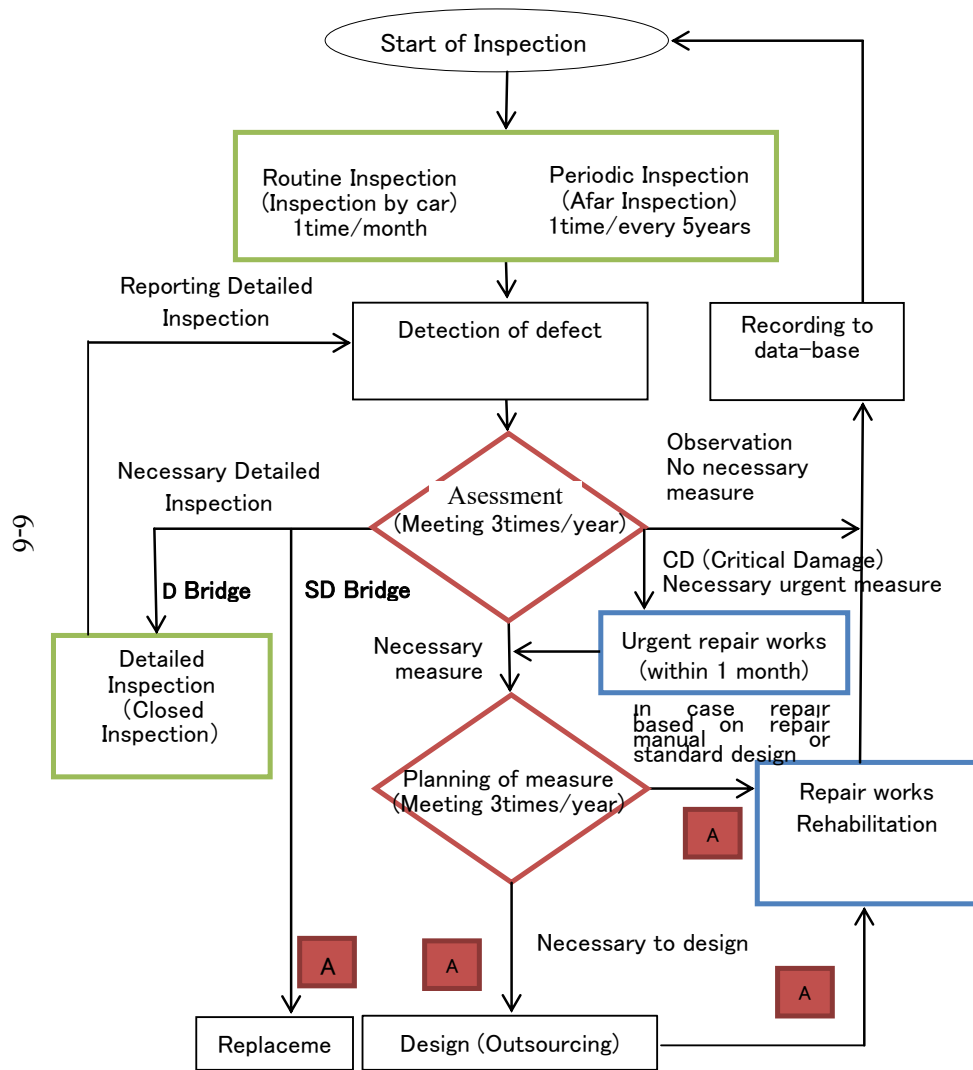 Start of Inspection
Routine Inspection
(Inspection by car)
1time/month
Periodic Inspection
(Afar Inspection)
1time/every 5years
Reporting Detailed
Inspection
Detection of defect
Recording to
data-base
Necessary Detailed
Inspection
Asessment
(Meeting 3times/year)
Observation
No necessary
measure
9-9
D Bridge
SD Bridge
CD (Critical Damage)
Necessary urgent measure
Detailed
Inspection
(Closed
Inspection)
Necessary
measure
Urgent repair works
(within 1 month)
In case repair
based on repair
manual or
standard design
Planning of measure
(Meeting 3times/year)
Repair works
Rehabilitation
A
Necessary to design
A
A
A
Replaceme
Design (Outsourcing)